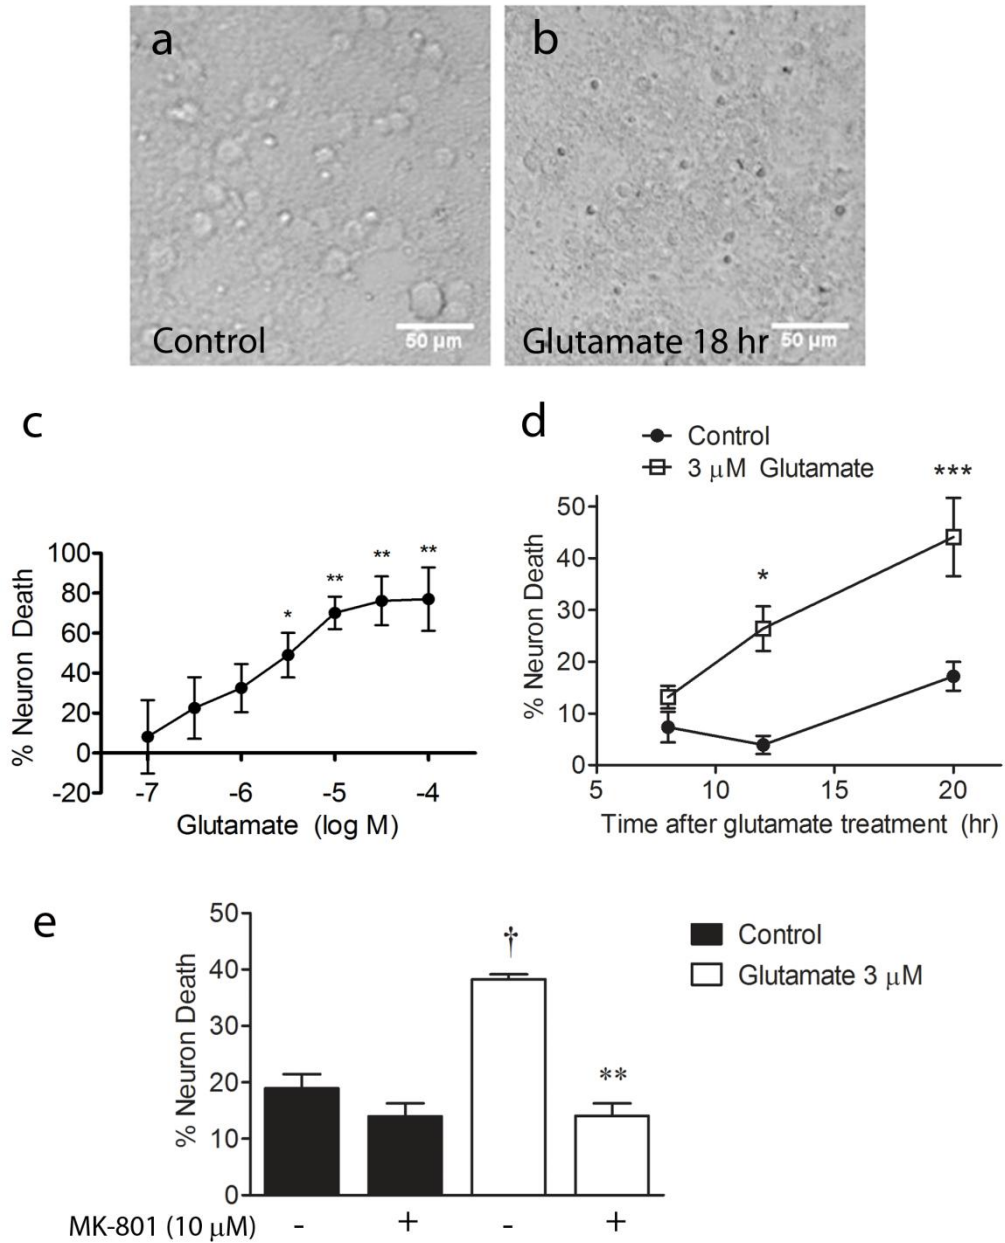 a
b
Control
50 μm
Glutamate 18 hr
50 μm
c
% Neuron Death
100
80
60
40
20
0
-20
* ** ** **
-7 -6 -5 -4
Glutamate (log M)
d
Control
3 μM Glutamate
% Neuron Death
50
40
30
20
10
0
* ***
5 10 15 20
Time after glutamate treatment (hr)
e
% Neuron Death
50
40
30
20
10
0
† **
Control
Glutamate 3 μM
MK-801 (10 μM) - + - +